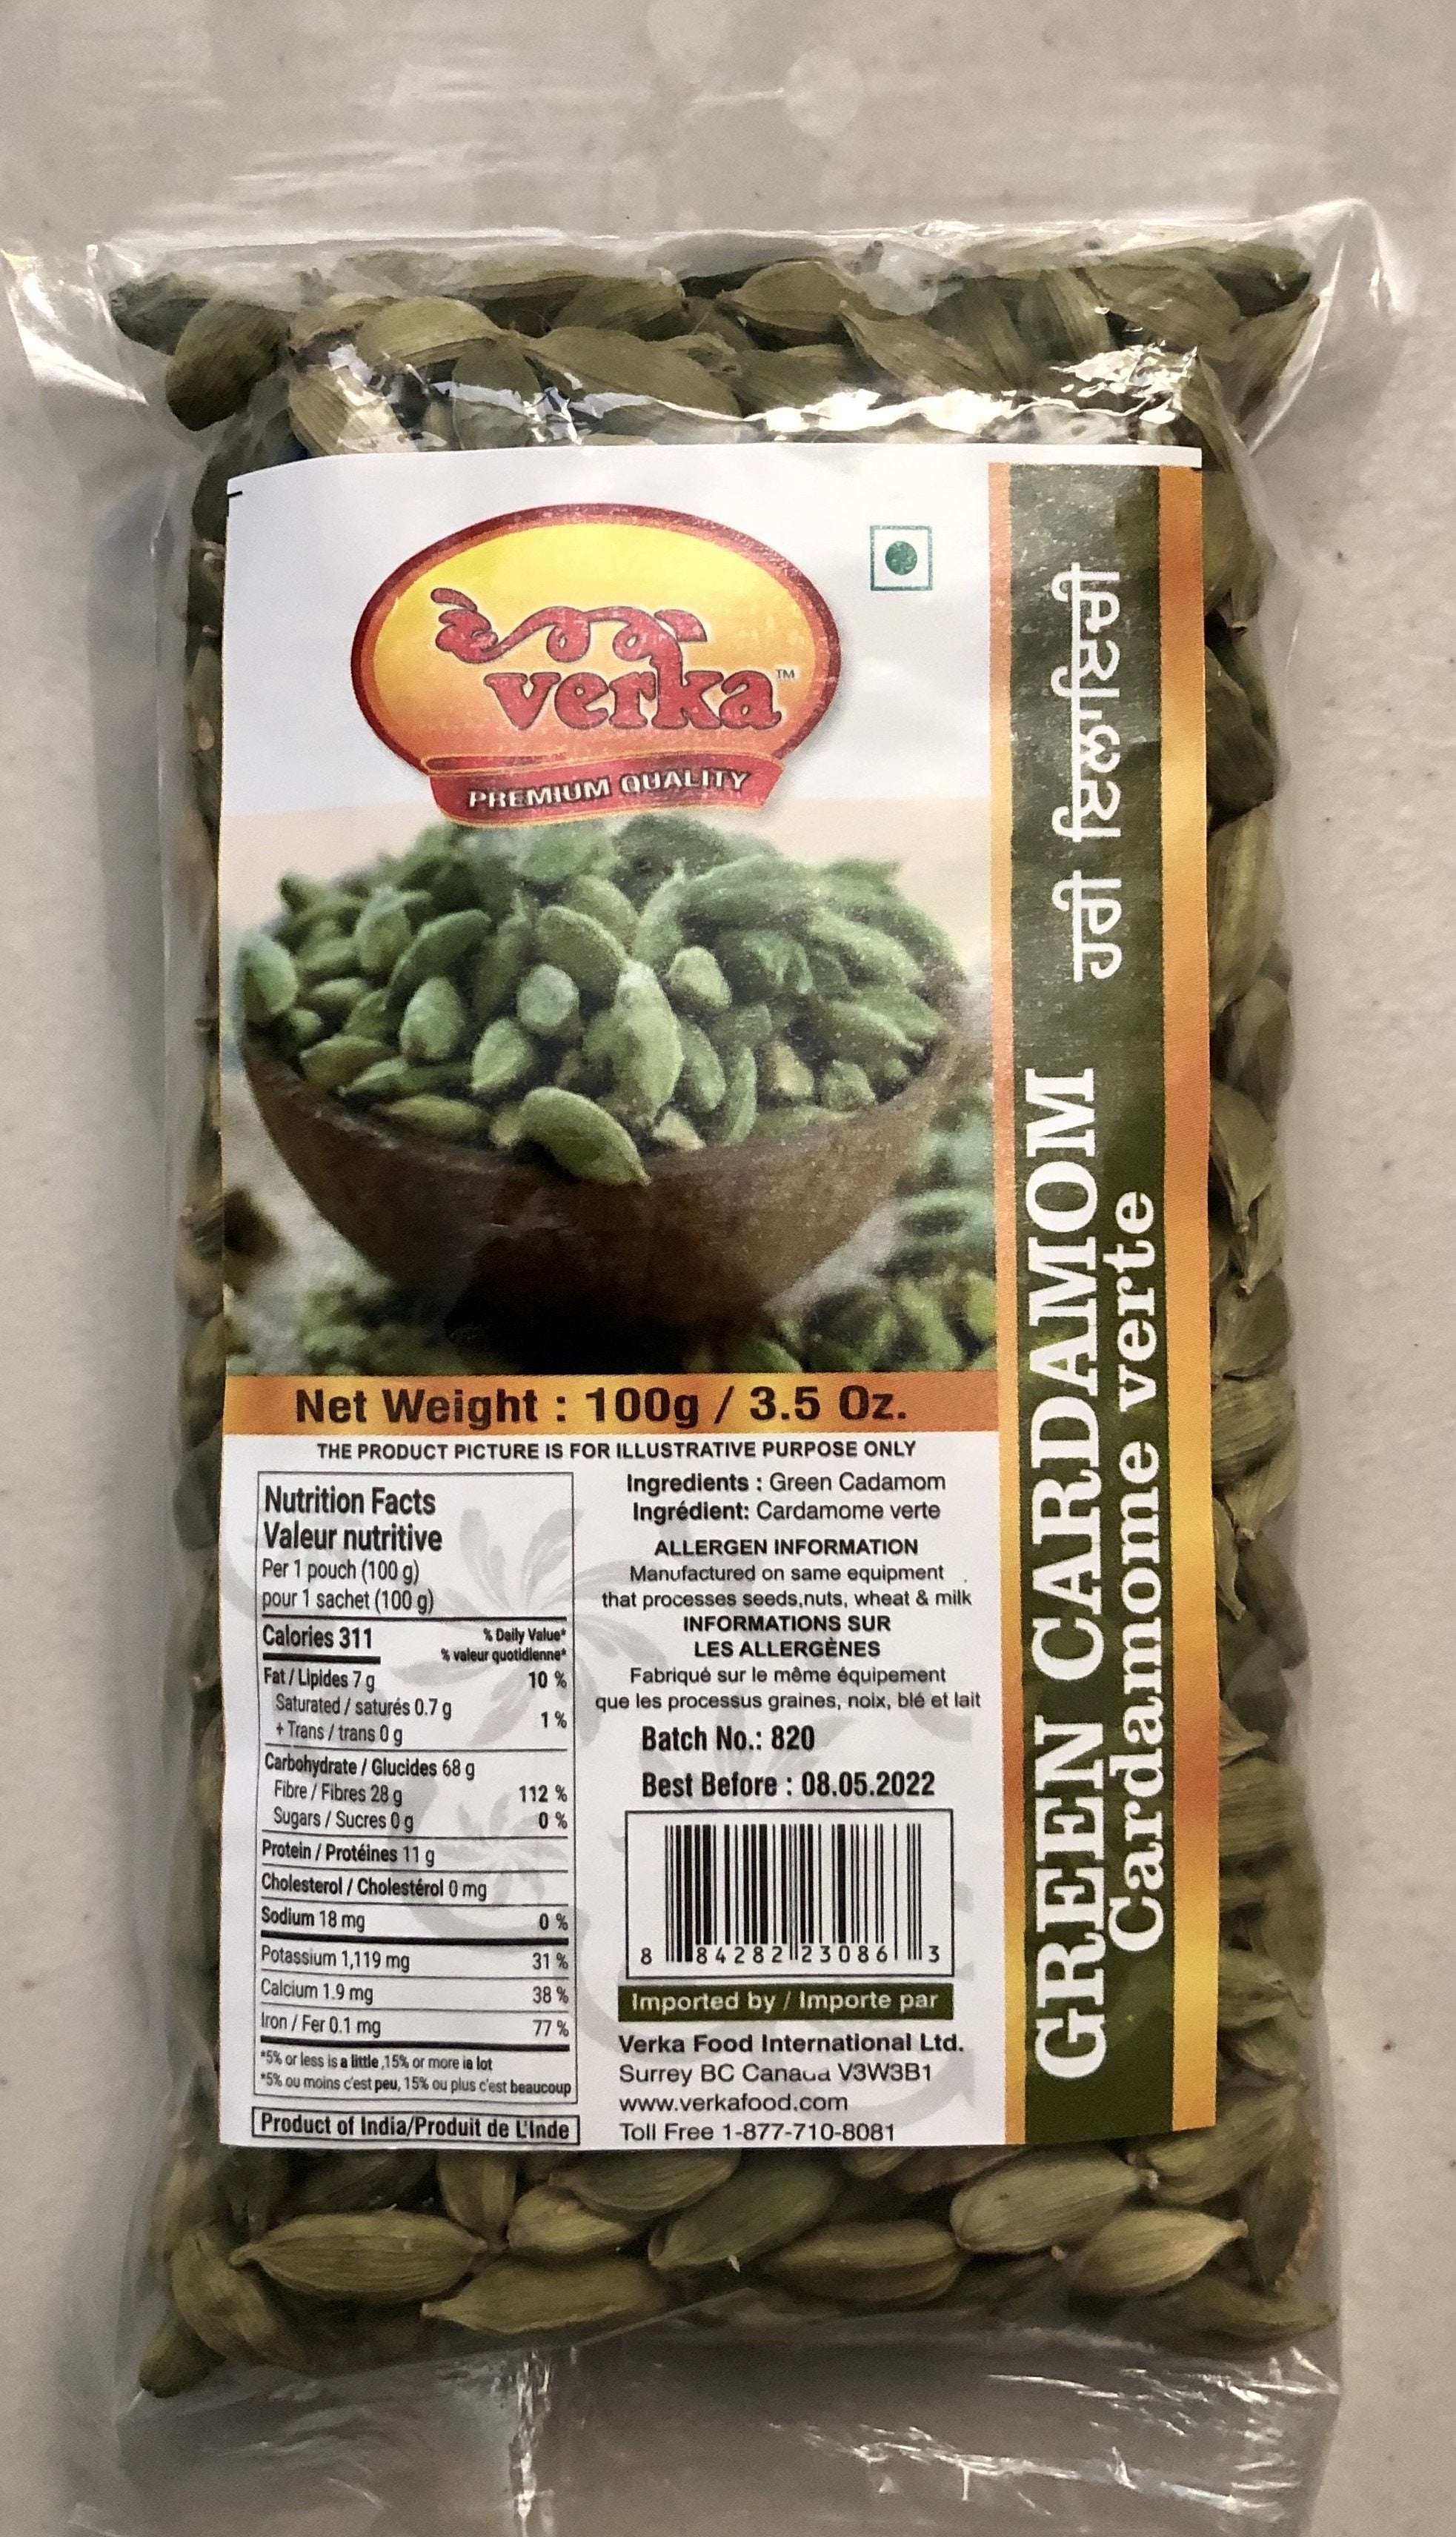 ਵੇਰਕਾ
verka™
PREMIUM QUALITY
GREEN CARDAMOM ਹਰੀ ਇਲਾਇਚੀ
Cardamome verte
Net Weight : 100g / 3.5 Oz.
THE PRODUCT PICTURE IS FOR ILLUSTRATIVE PURPOSE ONLY
Nutrition Facts
Valeur nutritive
Per 1 pouch (100 g)
pour 1 sachet (100 g)
Calories 311 % Daily Value*
% valeur quotidienne*
Fat / Lipides 7 g 10 %
Saturated / saturés 0.7 g
+ Trans / trans 0 g 1 %
Carbohydrate / Glucides 68 g
Fibre / Fibres 28 g 112 %
Sugars / Sucres 0 g 0 %
Protein / Protéines 11 g
Cholesterol / Cholestérol 0 mg
Sodium 18 mg 0 %
Potassium 1,119 mg 31 %
Calcium 1.9 mg 38 %
Iron / Fer 0.1 mg 77 %
*5% or less is a little ,15% or more ia lot
*5% ou moins c'est peu, 15% ou plus c'est beaucoup
Product of India/Produit de L'Inde
Ingredients : Green Cadamom
Ingrédient: Cardamome verte
ALLERGEN INFORMATION
Manufactured on same equipment
that processes seeds,nuts, wheat & milk
INFORMATIONS SUR
LES ALLERGÈNES
Fabriqué sur le même équipement
que les processus graines, noix, blé et lait
Batch No.: 820
Best Before : 08.05.2022
8 84282 23086 3
Imported by / Importe par
Verka Food International Ltd.
Surrey BC Canada V3W3B1
www.verkafood.com
Toll Free 1-877-710-8081